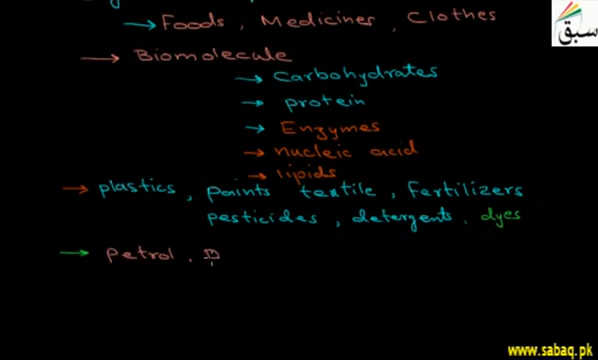 → Foods, Medicines, Clothes
سبق
→ Biomolecule
→ Carbohydrates
→ protein
→ Enzymes
→ nucleic acid
→ lipids
→ plastics, paints textile, Fertilizers
pesticides, detergents, dyes
→ petrol,
www.sabaq.pk